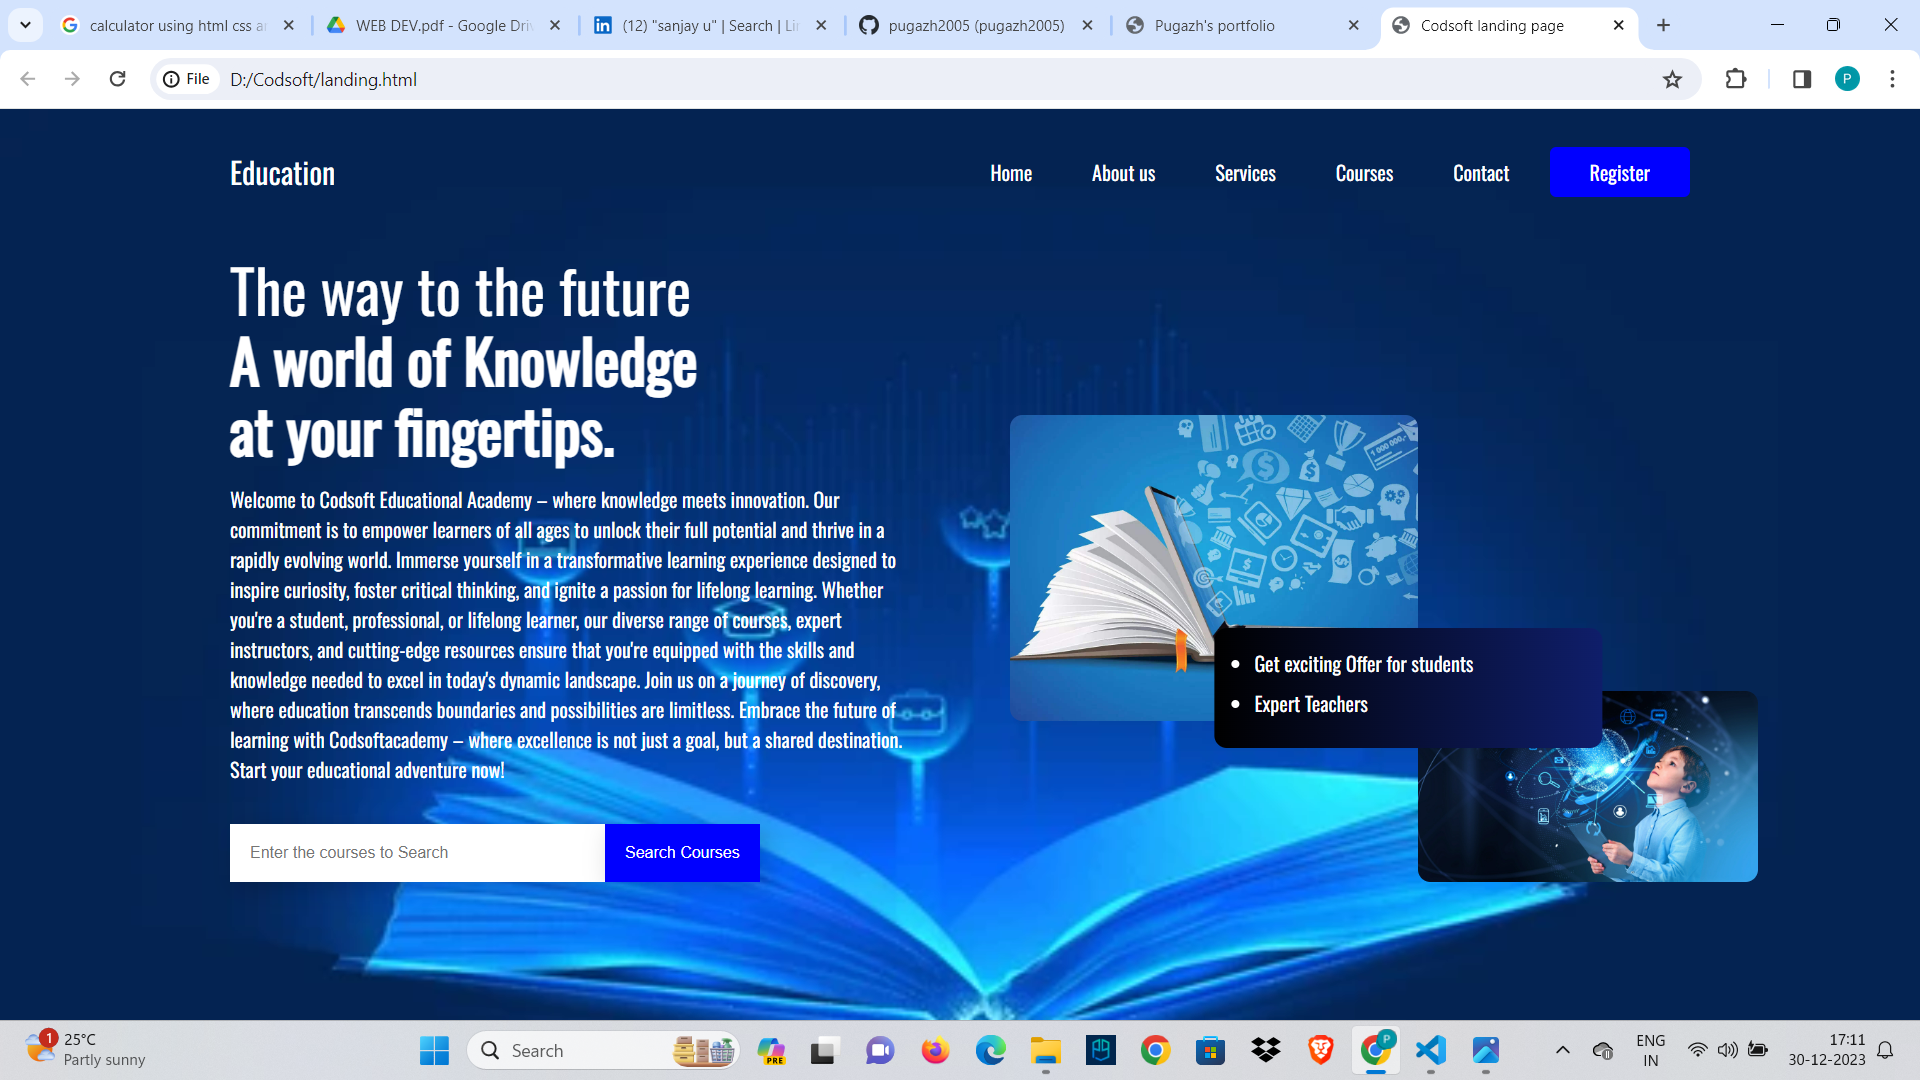 calculator using html css a
WEB DEV.pdf - Google Dri
(12) "sanjay u" | Search | Li
pugazh2005 (pugazh2005)
Pugazh's portfolio
Codsoft landing page
File
D:/Codsoft/landing.html
P
Education
Home
About us
Services
Courses
Contact
Register
The way to the future
A world of Knowledge
at your fingertips.
Welcome to Codsoft Educational Academy – where knowledge meets innovation. Our
commitment is to empower learners of all ages to unlock their full potential and thrive in a
rapidly evolving world. Immerse yourself in a transformative learning experience designed to
inspire curiosity, foster critical thinking, and ignite a passion for lifelong learning. Whether
you're a student, professional, or lifelong learner, our diverse range of courses, expert
instructors, and cutting-edge resources ensure that you're equipped with the skills and
knowledge needed to excel in today's dynamic landscape. Join us on a journey of discovery,
where education transcends boundaries and possibilities are limitless. Embrace the future of
learning with Codsoftacademy – where excellence is not just a goal, but a shared destination.
Start your educational adventure now!
Get exciting Offer for students
Expert Teachers
Enter the courses to Search
Search Courses
1
25°C
Partly sunny
Search
PRE
P
ENG
IN
17:11
30-12-2023